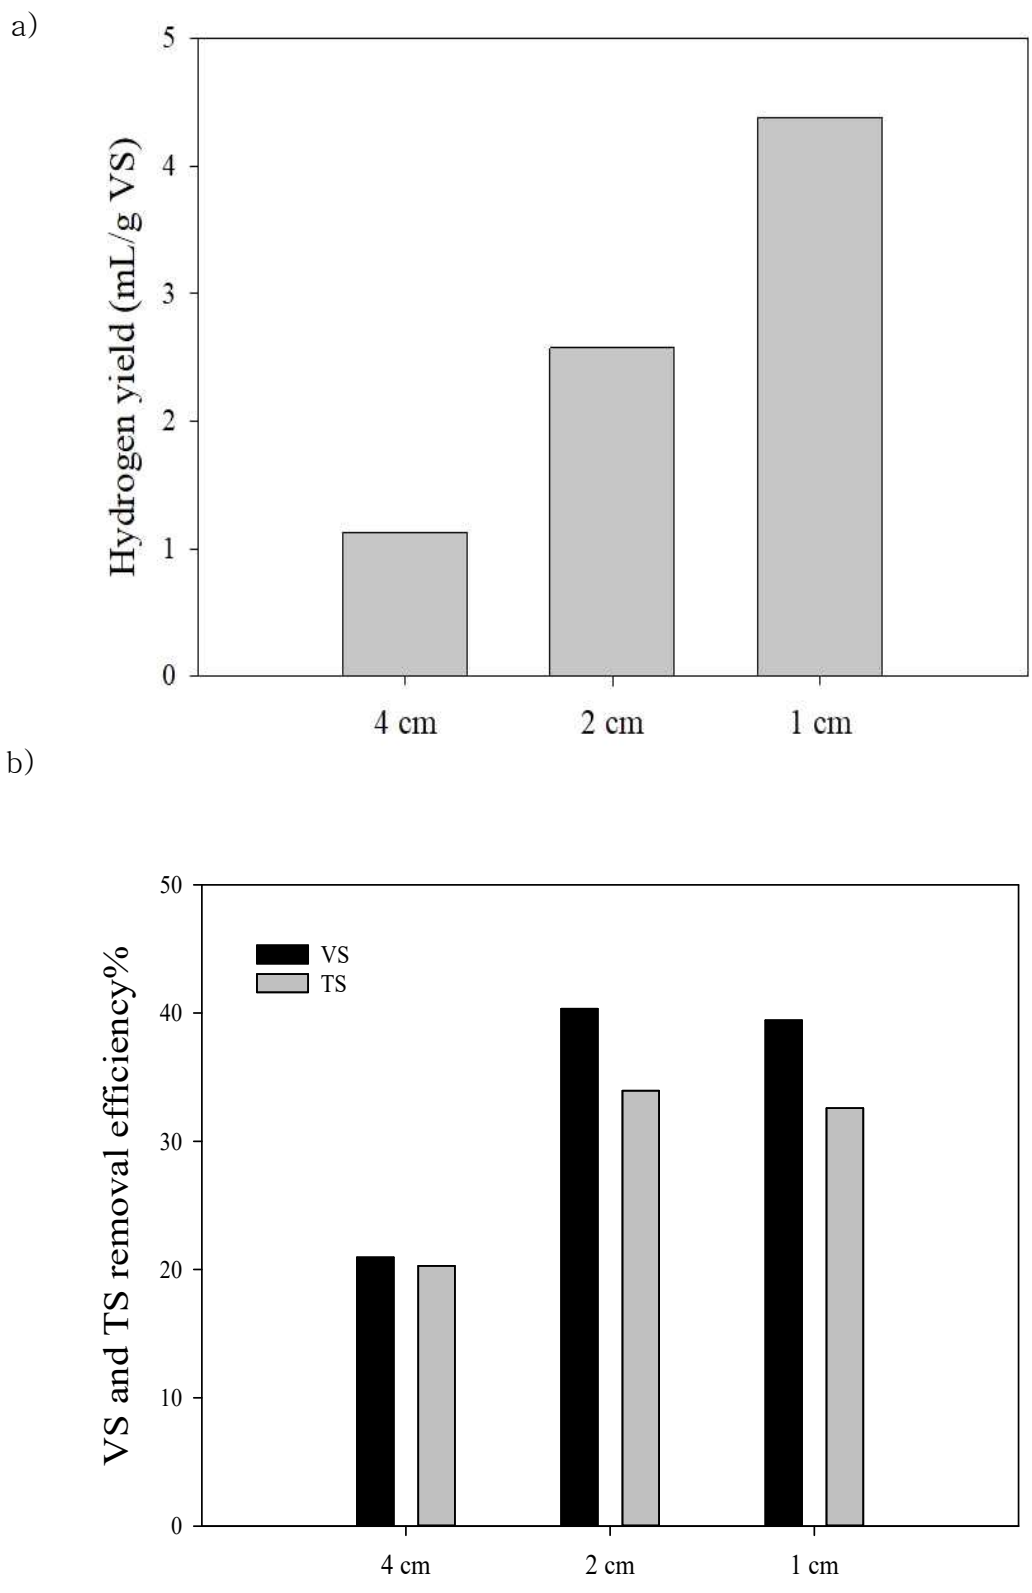 a)
Hydrogen yield (mL/g VS)
5
4
3
2
1
0
4 cm
2 cm
1 cm
b)
VS and TS removal efficiency%
50
40
30
20
10
0
VS
TS
4 cm
2 cm
1 cm